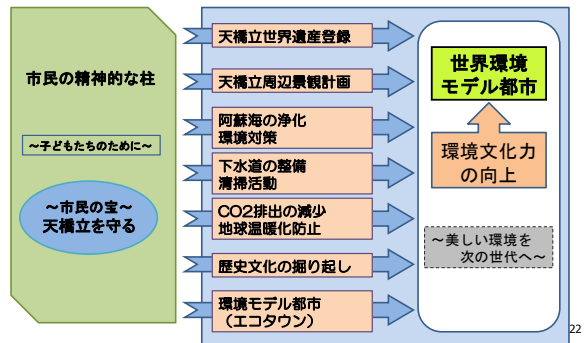 市民の精神的な柱
～子どもたちのために～
～市民の宝～
天橋立を守る
天橋立世界遺産登録
天橋立周辺景観計画
阿蘇海の浄化
環境対策
下水道の整備
清掃活動
CO2排出の減少
地球温暖化防止
歴史文化の掘り起し
環境モデル都市
（エコタウン）
世界環境
モデル都市
環境文化力
の向上
～美しい環境を
次の世代へ～
22